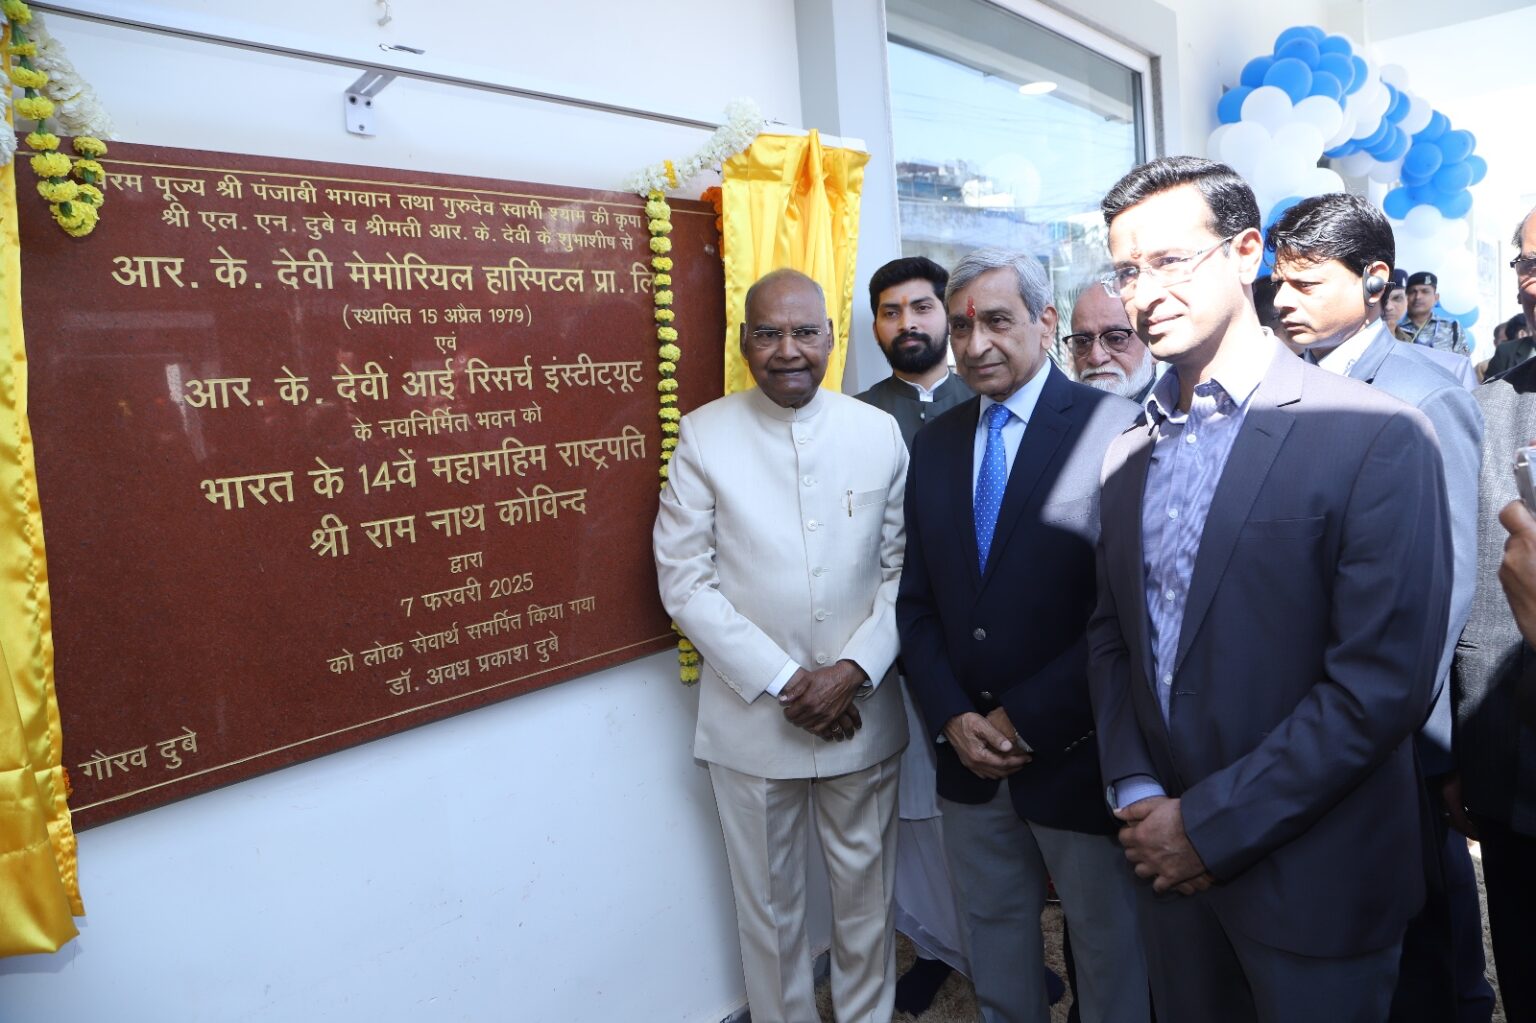 परम पूज्य श्री पंजाबी भगवान तथा गुरुदेव स्वामी श्याम की कृपा
श्री एल. एन. दुबे व श्रीमती आर. के. देवी के शुभाशीष से
आर. के. देवी मेमोरियल हास्पिटल प्रा. लि
(स्थापित 15 अप्रैल 1979)
एवं
आर. के. देवी आई रिसर्च इंस्टीट्यूट
के नवनिर्मित भवन को
भारत के 14वें महामहिम राष्ट्रपति
श्री राम नाथ कोविन्द
द्वारा
7 फरवरी 2025
को लोक सेवार्थ समर्पित किया गया
डॉ. अवध प्रकाश दुबे
गौरव दुबे